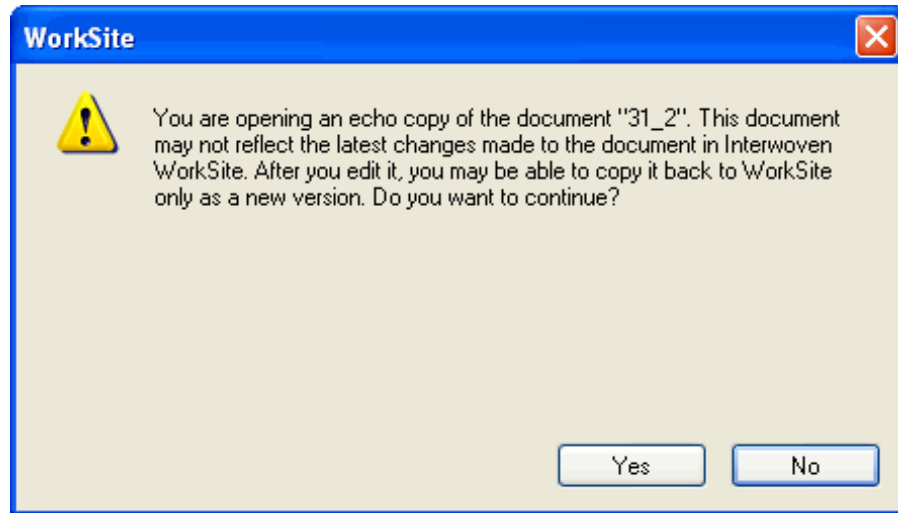 WorkSite
You are opening an echo copy of the document "31_2". This document
may not reflect the latest changes made to the document in Interwoven
WorkSite. After you edit it, you may be able to copy it back to WorkSite
only as a new version. Do you want to continue?
Yes No